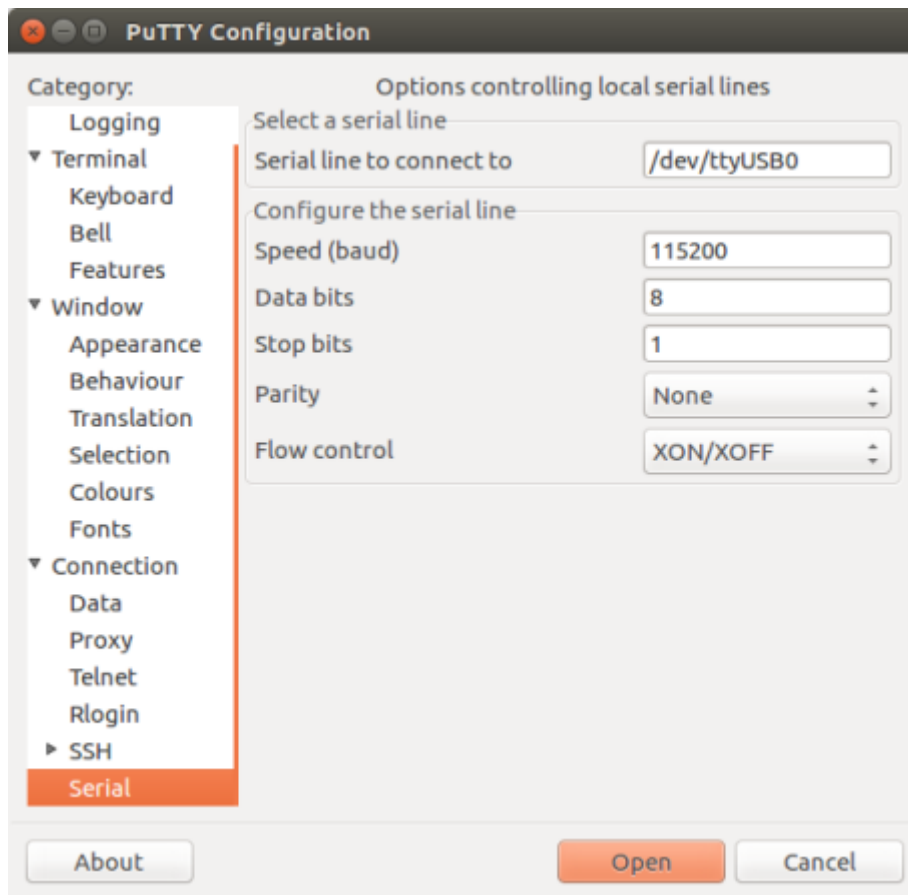 PuTTY Configuration
Category:
Logging
Terminal
Keyboard
Bell
Features
Window
Appearance
Behaviour
Translation
Selection
Colours
Fonts
Connection
Data
Proxy
Telnet
Rlogin
SSH
Serial
Options controlling local serial lines
Select a serial line
Serial line to connect to /dev/ttyUSB0
Configure the serial line
Speed (baud) 115200
Data bits 8
Stop bits 1
Parity None
Flow control XON/XOFF
About Open Cancel